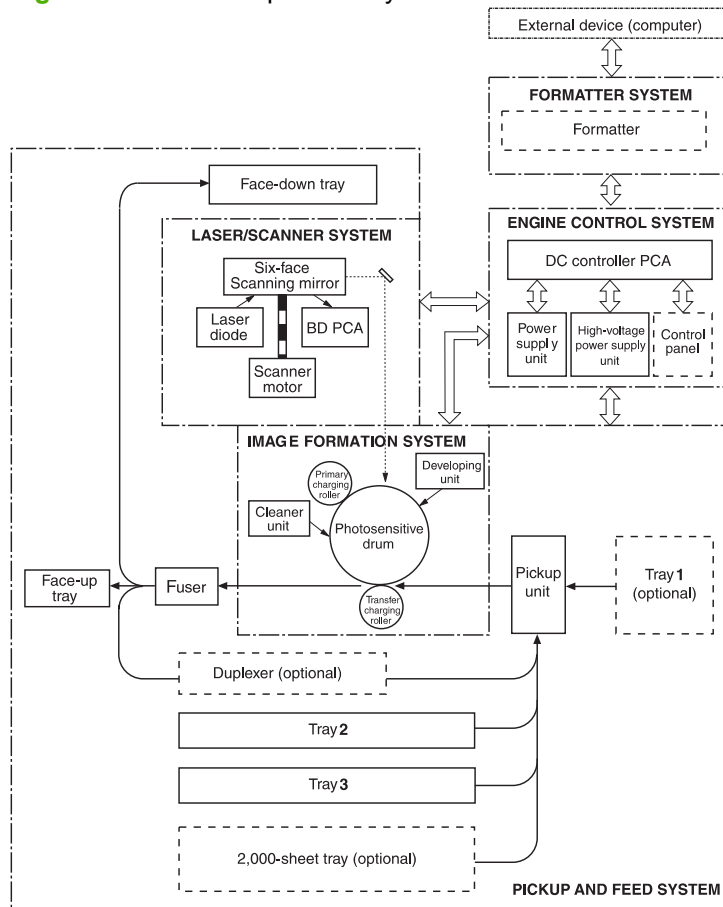 External device (computer)
FORMATTER SYSTEM
Formatter
Face-down tray
ENGINE CONTROL SYSTEM
LASER/SCANNER SYSTEM
DC controller PCA
Six-face
Scanning mirror
Laser
diode
BD PCA
Power
supply
unit
High-voltage
power supply
unit
Control
panel
Scanner
motor
IMAGE FORMATION SYSTEM
Primary
charging
roller
Developing
unit
Cleaner
unit
Photosensitive
drum
Face-up
tray
Fuser
Pickup
unit
Tray 1
(optional)
Transfer
charging
roller
Duplexer (optional)
Tray 2
Tray 3
2,000-sheet tray (optional)
PICKUP AND FEED SYSTEM